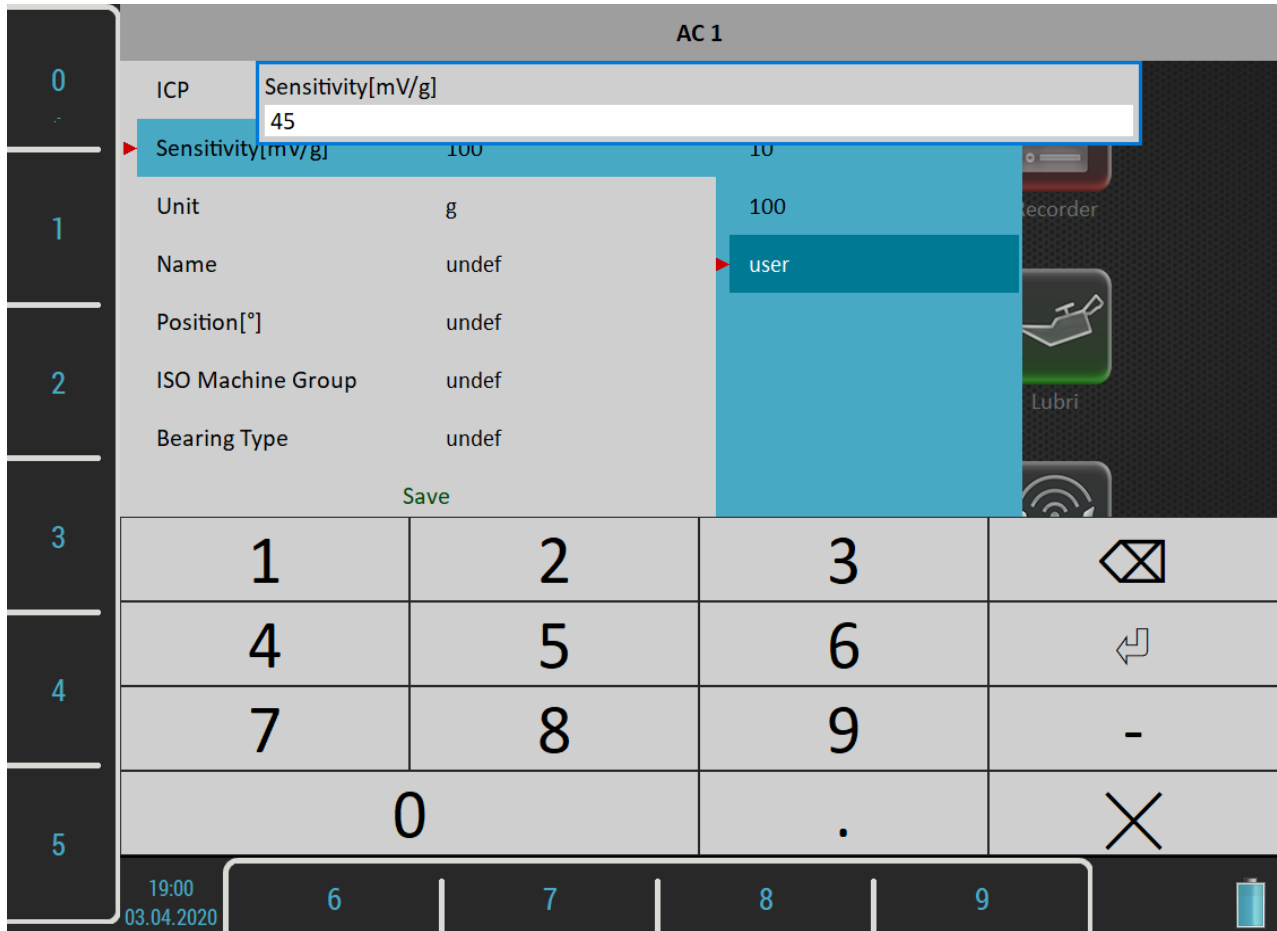 AC 1
0
.-
ICP
Sensitivity[mV/g]
45
Sensitivity[mV/g] 100 10
Unit g 100
Recorder
1
Name undef user
Position[°] undef
2
ISO Machine Group undef
Lubri
Bearing Type undef
Save
3
1 2 3
4 5 6
4
7 8 9 -
0 .
5
19:00
03.04.2020
6 7 8 9